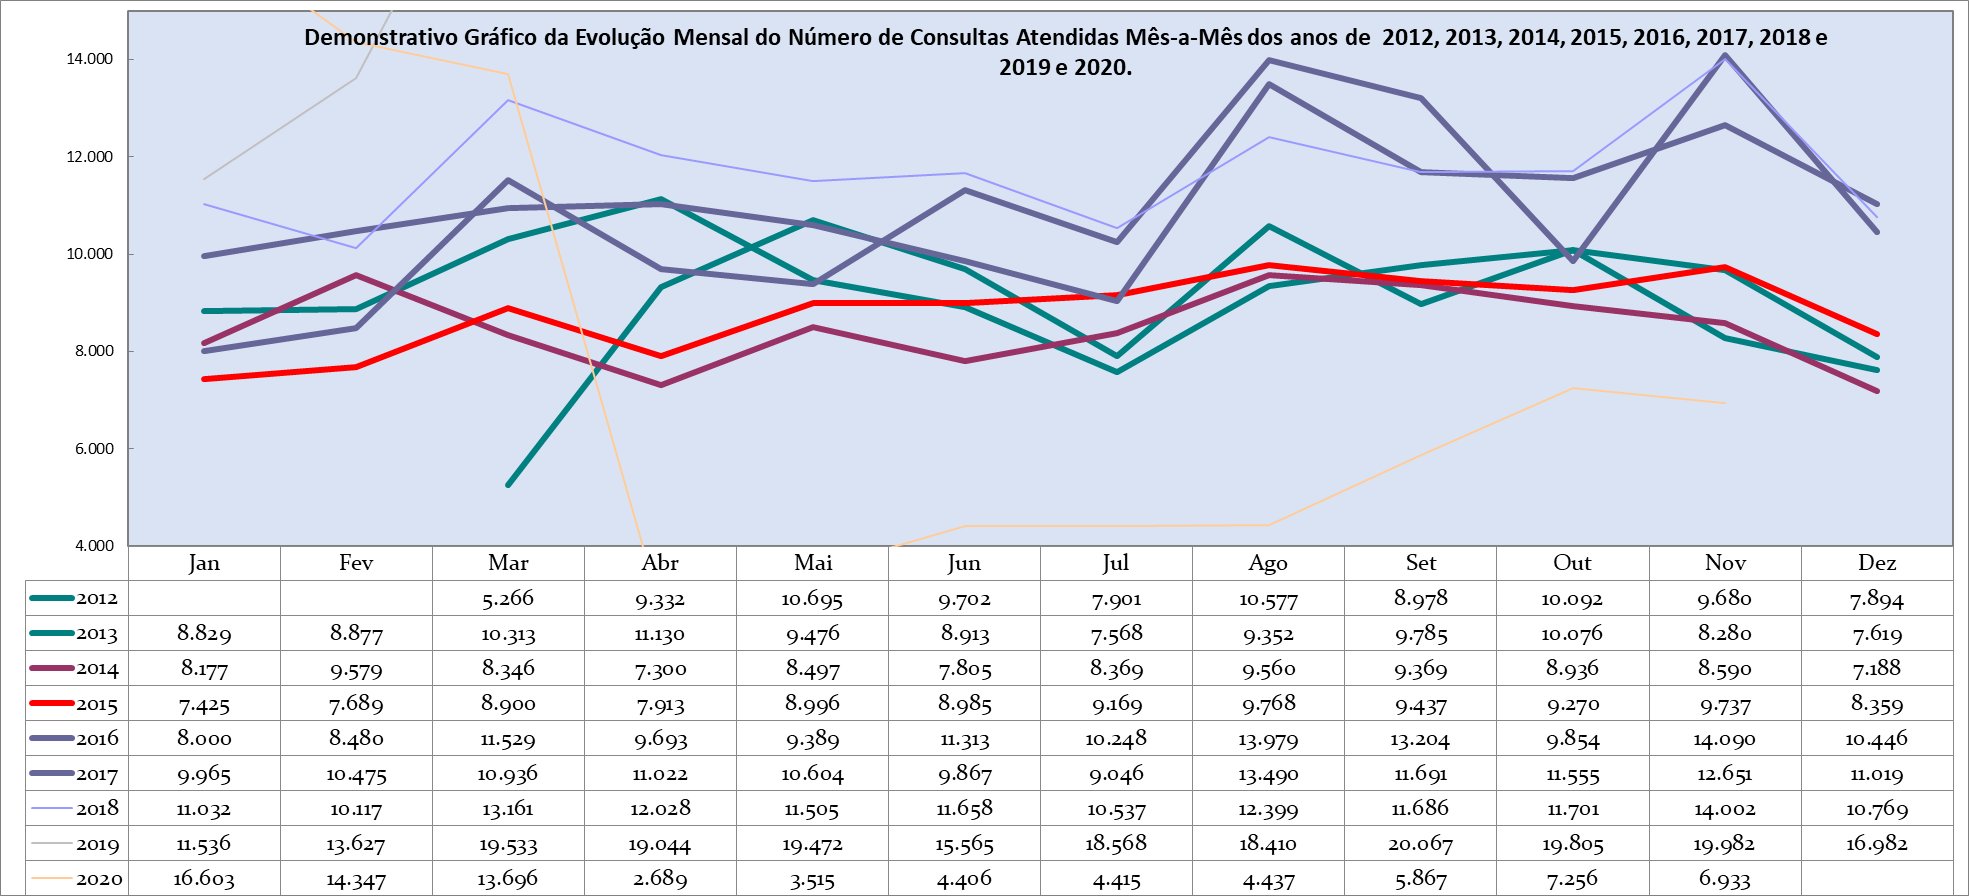 Demonstrativo Gráfico da Evolução Mensal do Número de Consultas Atendidas Mês-a-Mês dos anos de 2012, 2013, 2014, 2015, 2016, 2017, 2018 e
2019 e 2020.
14.000
12.000
10.000
8.000
6.000
4.000
Jan Fev Mar Abr Mai Jun Jul Ago Set Out Nov Dez
2012 5.266 9.332 10.695 9.702 7.901 10.577 8.978 10.092 9.680 7.894
2013 8.829 8.877 10.313 11.130 9.476 8.913 7.568 9.352 9.785 10.076 8.280 7.619
2014 8.177 9.579 8.346 7.300 8.497 7.805 8.369 9.560 9.369 8.936 8.590 7.188
2015 7.425 7.689 8.900 7.913 8.996 8.985 9.169 9.768 9.437 9.270 9.737 8.359
2016 8.000 8.480 11.529 9.693 9.389 11.313 10.248 13.979 13.204 9.854 14.090 10.446
2017 9.965 10.475 10.936 11.022 10.604 9.867 9.046 13.490 11.691 11.555 12.651 11.019
2018 11.032 10.117 13.161 12.028 11.505 11.658 10.537 12.399 11.686 11.701 14.002 10.769
2019 11.536 13.627 19.533 19.044 19.472 15.565 18.568 18.410 20.067 19.805 19.982 16.982
2020 16.603 14.347 13.696 2.689 3.515 4.406 4.415 4.437 5.867 7.256 6.933